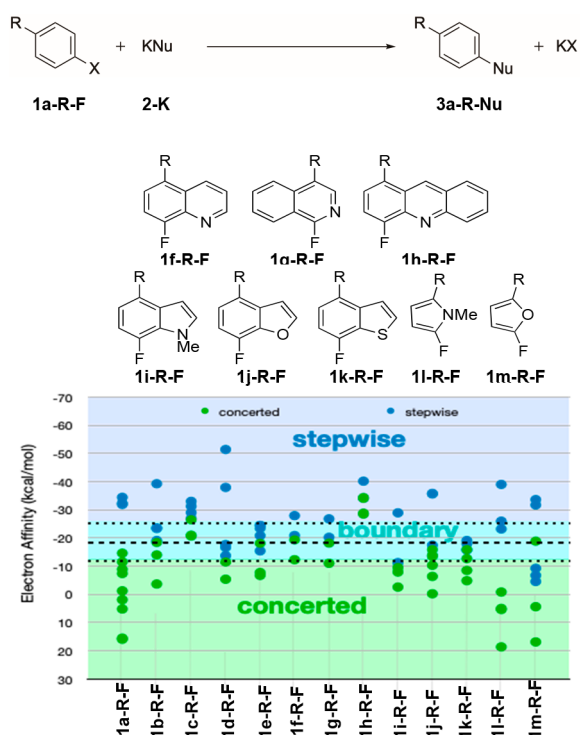 R
X
+ KNu
R
Nu
+ KX
1a-R-F 2-K 3a-R-Nu
R
N
F
1f-R-F
R
N
F
1g-R-F
R
N
F
1h-R-F
R
N
Me
F
1i-R-F
R
O
F
1j-R-F
R
S
F
1k-R-F
R
NMe
F
1l-R-F
R
O
F
1m-R-F
Electron Affinity (kcal/mol)
-70
-60
-50
-40
-30
-20
-10
0
10
20
30
concerted stepwise
stepwise
boundary
concerted
1a-R-F
1b-R-F
1c-R-F
1d-R-F
1e-R-F
1f-R-F
1g-R-F
1h-R-F
1i-R-F
1j-R-F
1k-R-F
1l-R-F
1m-R-F